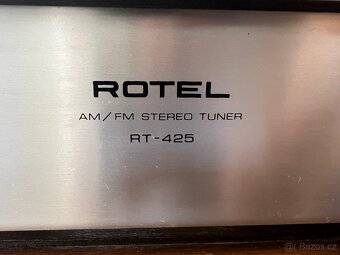 ROTEL
AM/FM STEREO TUNER
RT-425
Bazos.cz